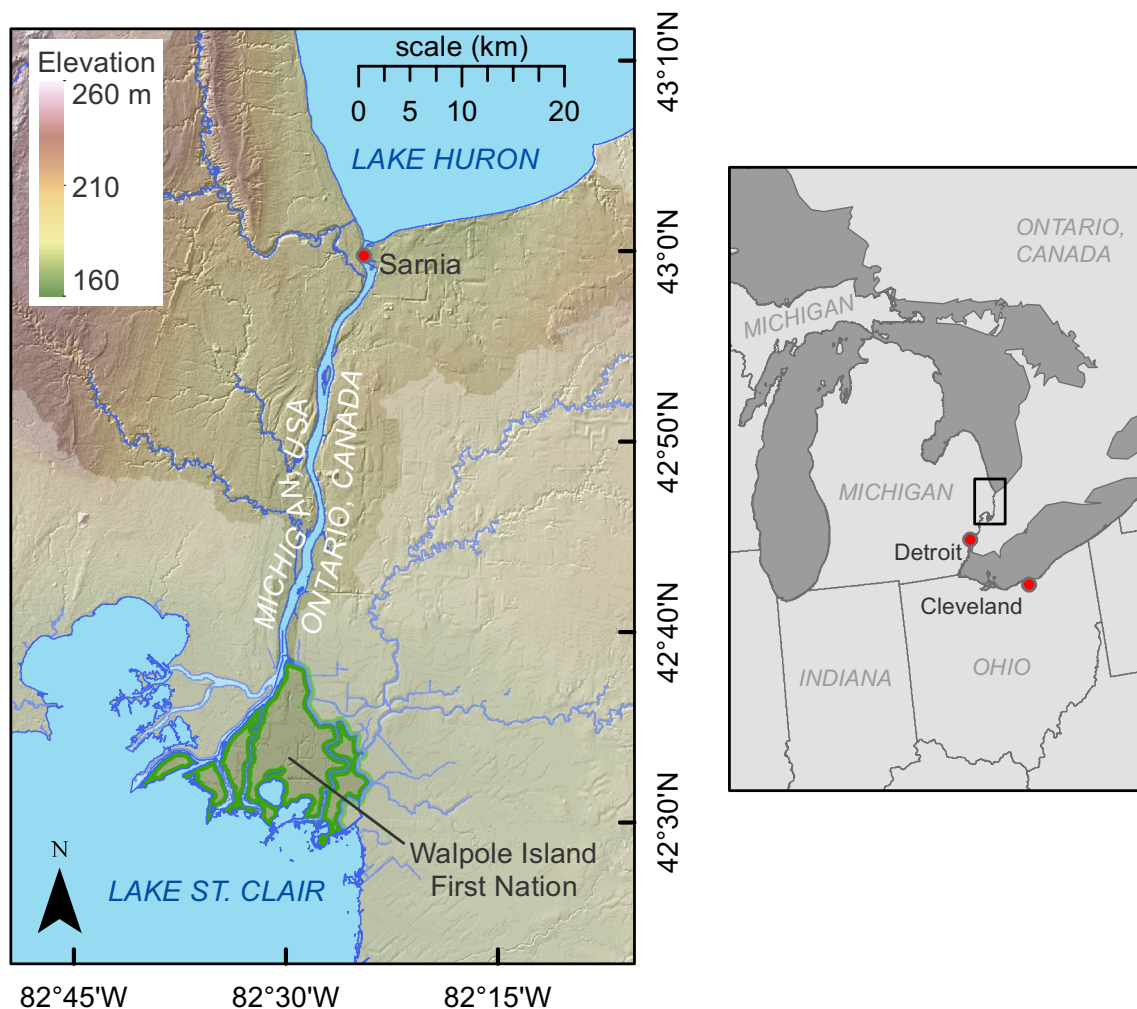 Elevation
260 m
210
160
scale (km)
0 5 10 20
LAKE HURON
Sarnia
MICHIGAN, USA
ONTARIO, CANADA
Walpole Island
First Nation
N
LAKE ST. CLAIR
43°10'N
43°0'N
42°50'N
42°40'N
42°30'N
82°45'W 82°30'W 82°15'W
ONTARIO,
CANADA
MICHIGAN
MICHIGAN
Detroit
Cleveland
INDIANA
OHIO